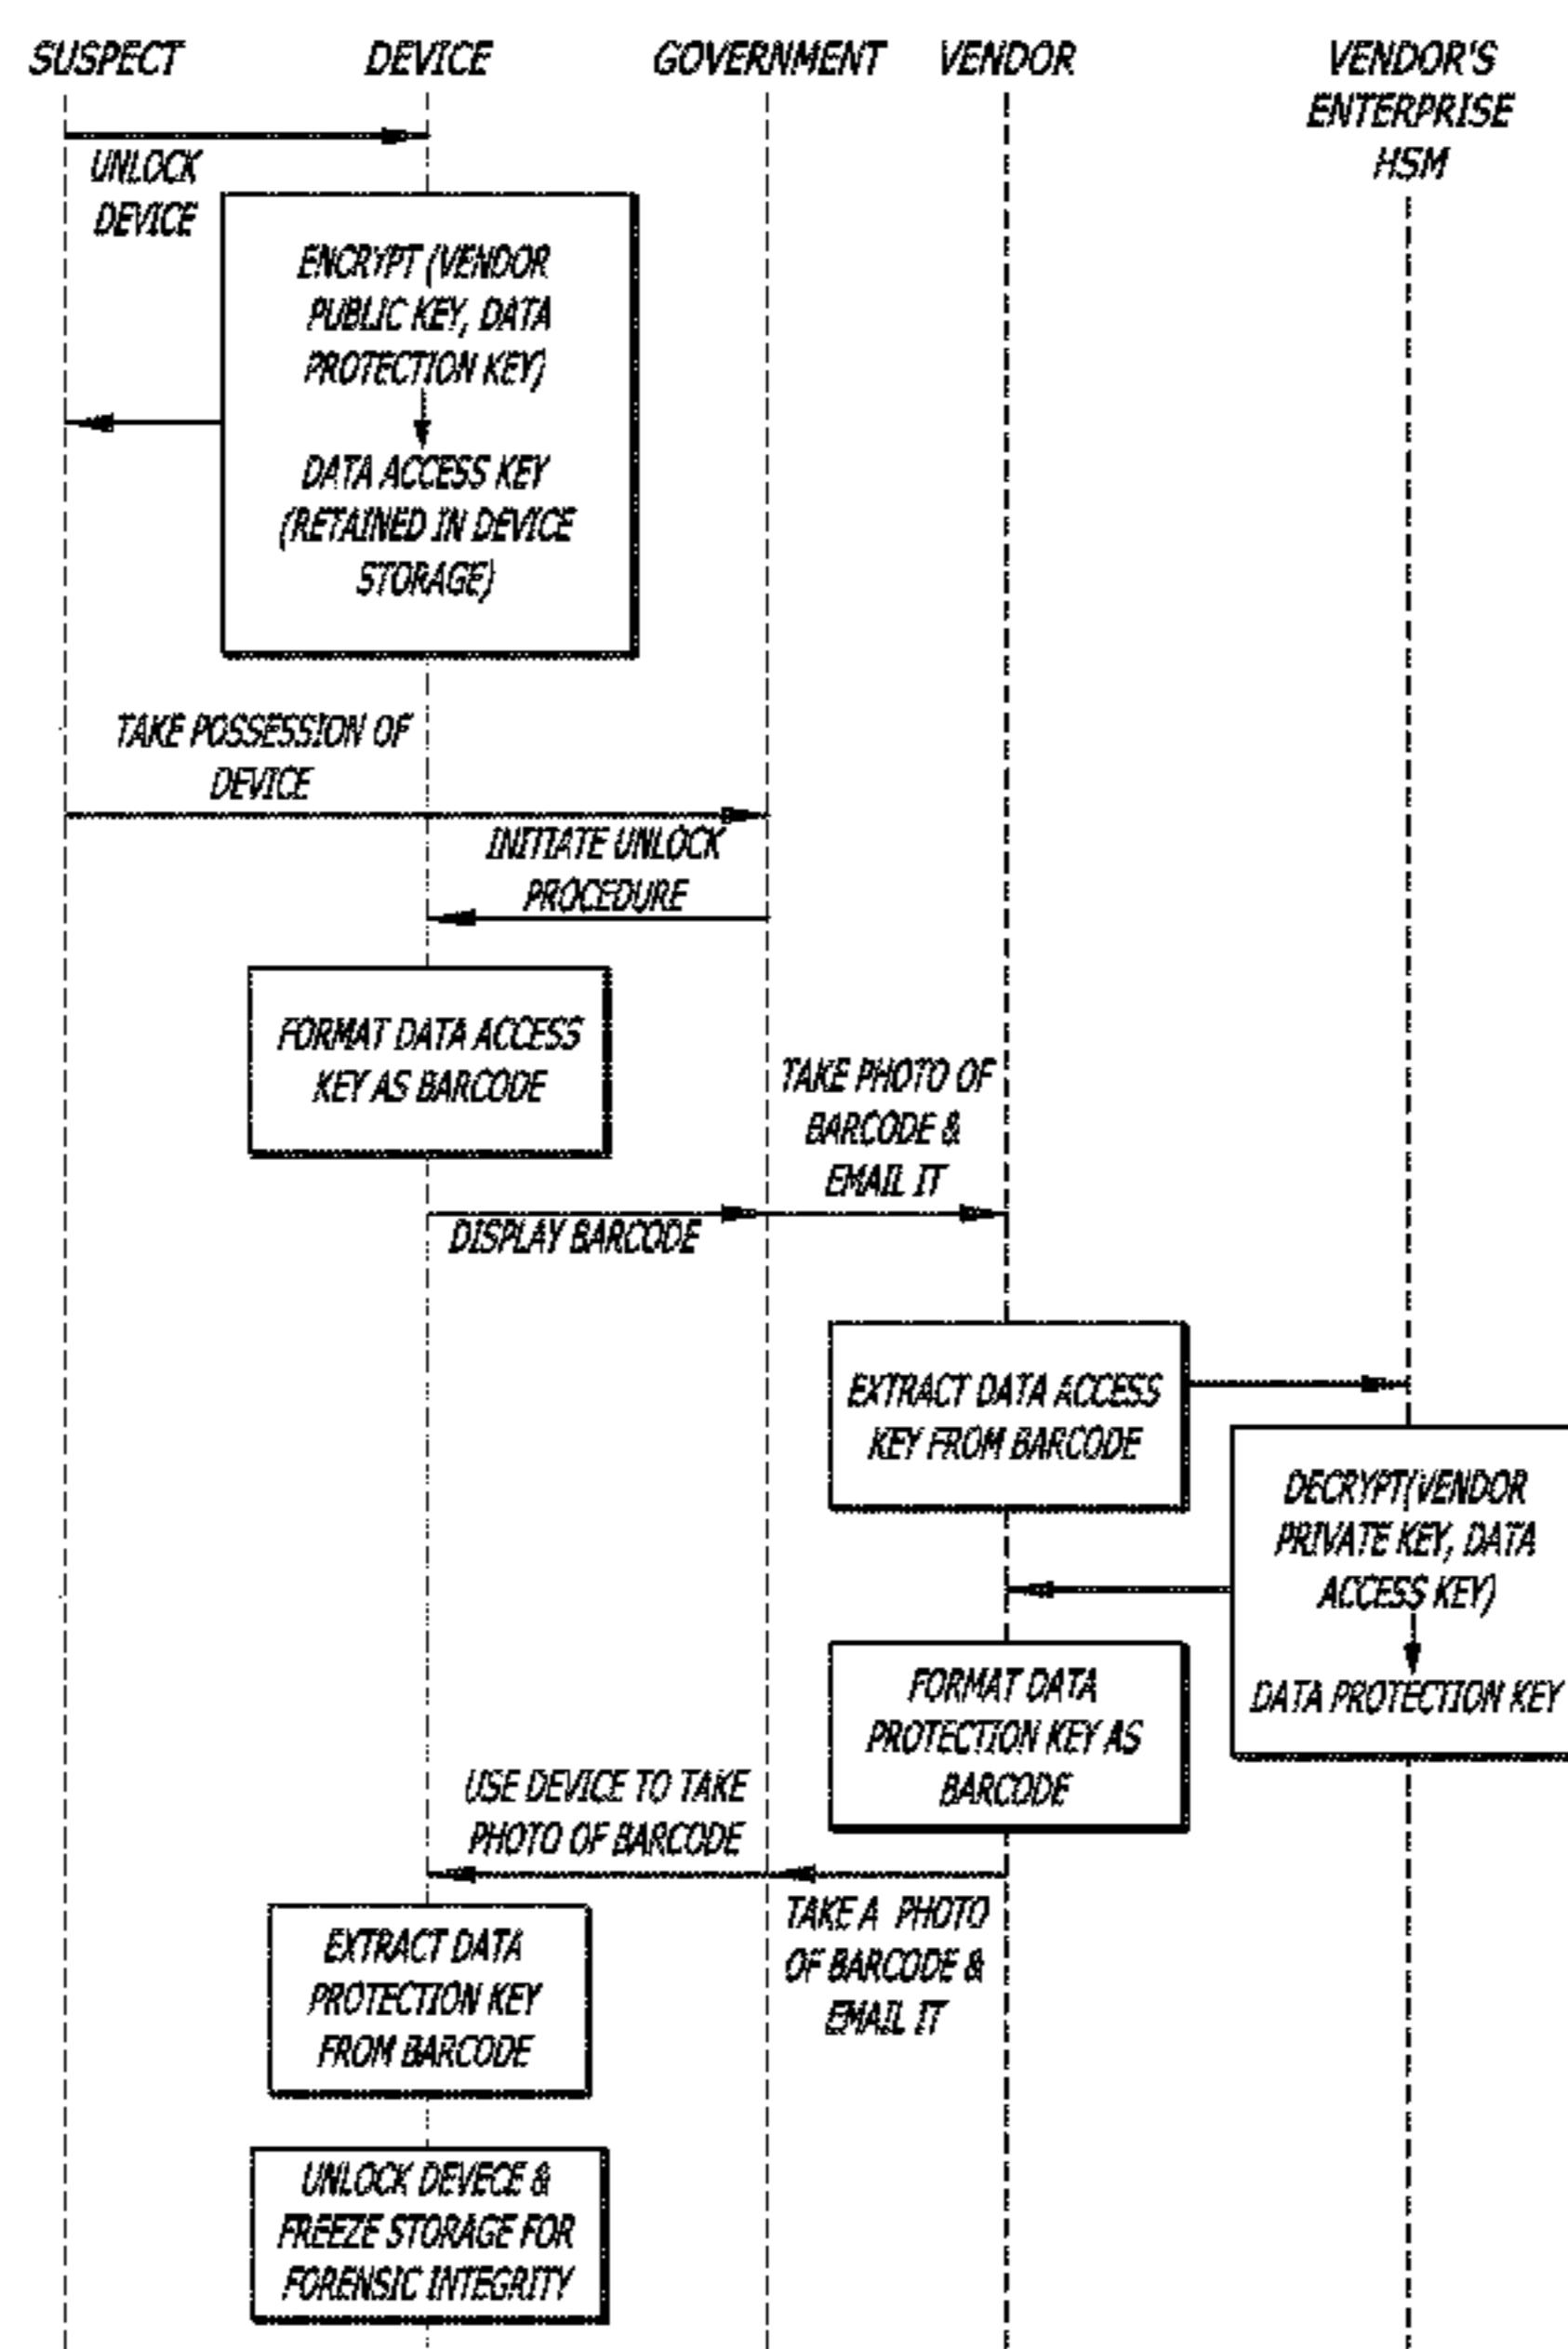 SUSPECT
DEVICE
GOVERNMENT
VENDOR
VENDOR'S
ENTERPRISE
HSM
UNLOCK
DEVICE
ENCRYPT (VENDOR
PUBLIC KEY, DATA
PROTECTION KEY)
DATA ACCESS KEY
(RETAINED IN DEVICE
STORAGE)
TAKE POSSESSION OF
DEVICE
INITIATE UNLOCK
PROCEDURE
FORMAT DATA ACCESS
KEY AS BARCODE
TAKE PHOTO OF
BARCODE &
EMAIL IT
DISPLAY BARCODE
EXTRACT DATA ACCESS
KEY FROM BARCODE
DECRYPT(VENDOR
PRIVATE KEY, DATA
ACCESS KEY)
DATA PROTECTION KEY
FORMAT DATA
PROTECTION KEY AS
BARCODE
USE DEVICE TO TAKE
PHOTO OF BARCODE
TAKE A PHOTO
OF BARCODE &
EMAIL IT
EXTRACT DATA
PROTECTION KEY
FROM BARCODE
UNLOCK DEVECE &
FREEZE STORAGE FOR
FORENSIC INTEGRITY